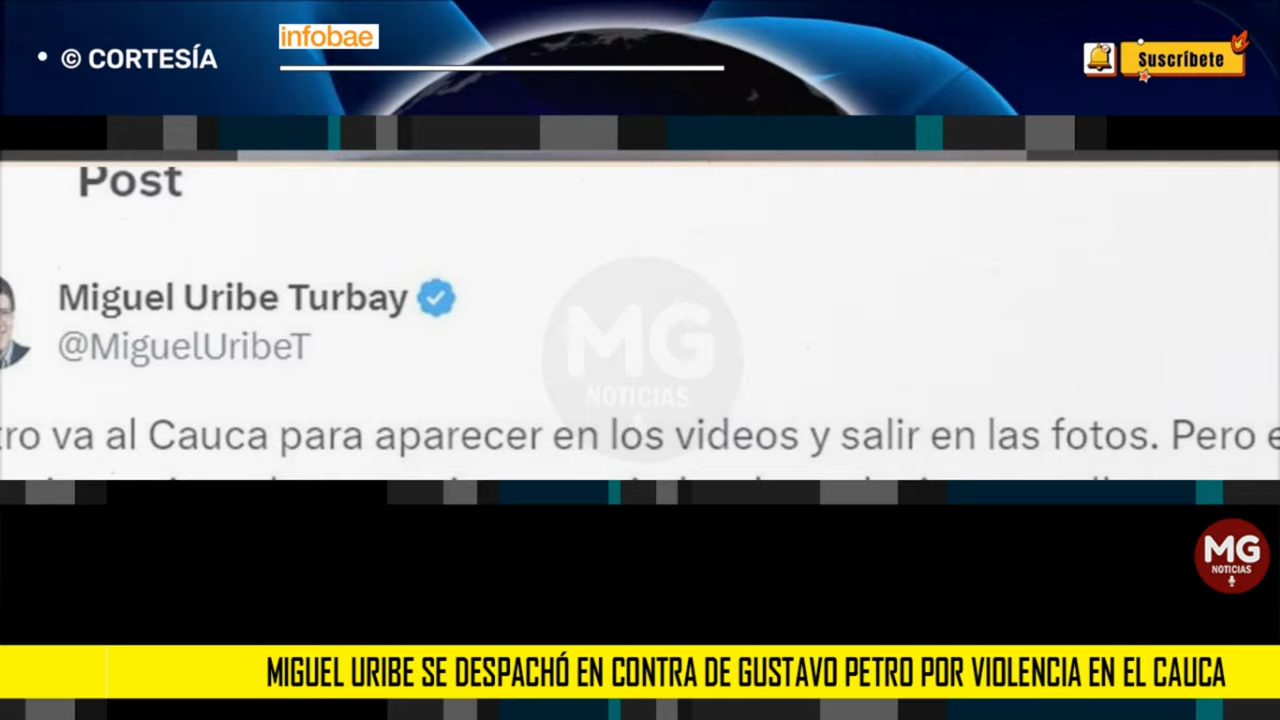 • © CORTESÍA
infobae
Suscríbete
Post
Miguel Uribe Turbay
@MiguelUribeT
va al Cauca para aparecer en los videos y salir en las fotos. Pero
MG
NOTICIAS
MG
NOTICIAS
MIGUEL URIBE SE DESPACHÓ EN CONTRA DE GUSTAVO PETRO POR VIOLENCIA EN EL CAUCA